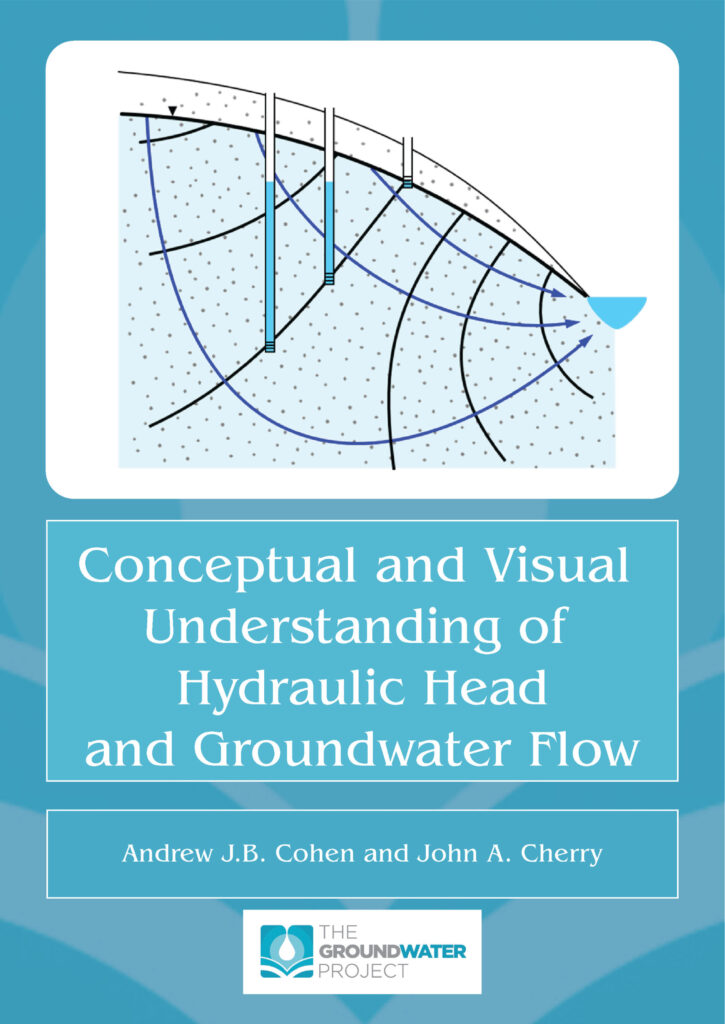 Conceptual and Visual
Understanding of
Hydraulic Head
and Groundwater Flow
Andrew J.B. Cohen and John A. Cherry
THE
GROUNDWATER
PROJECT